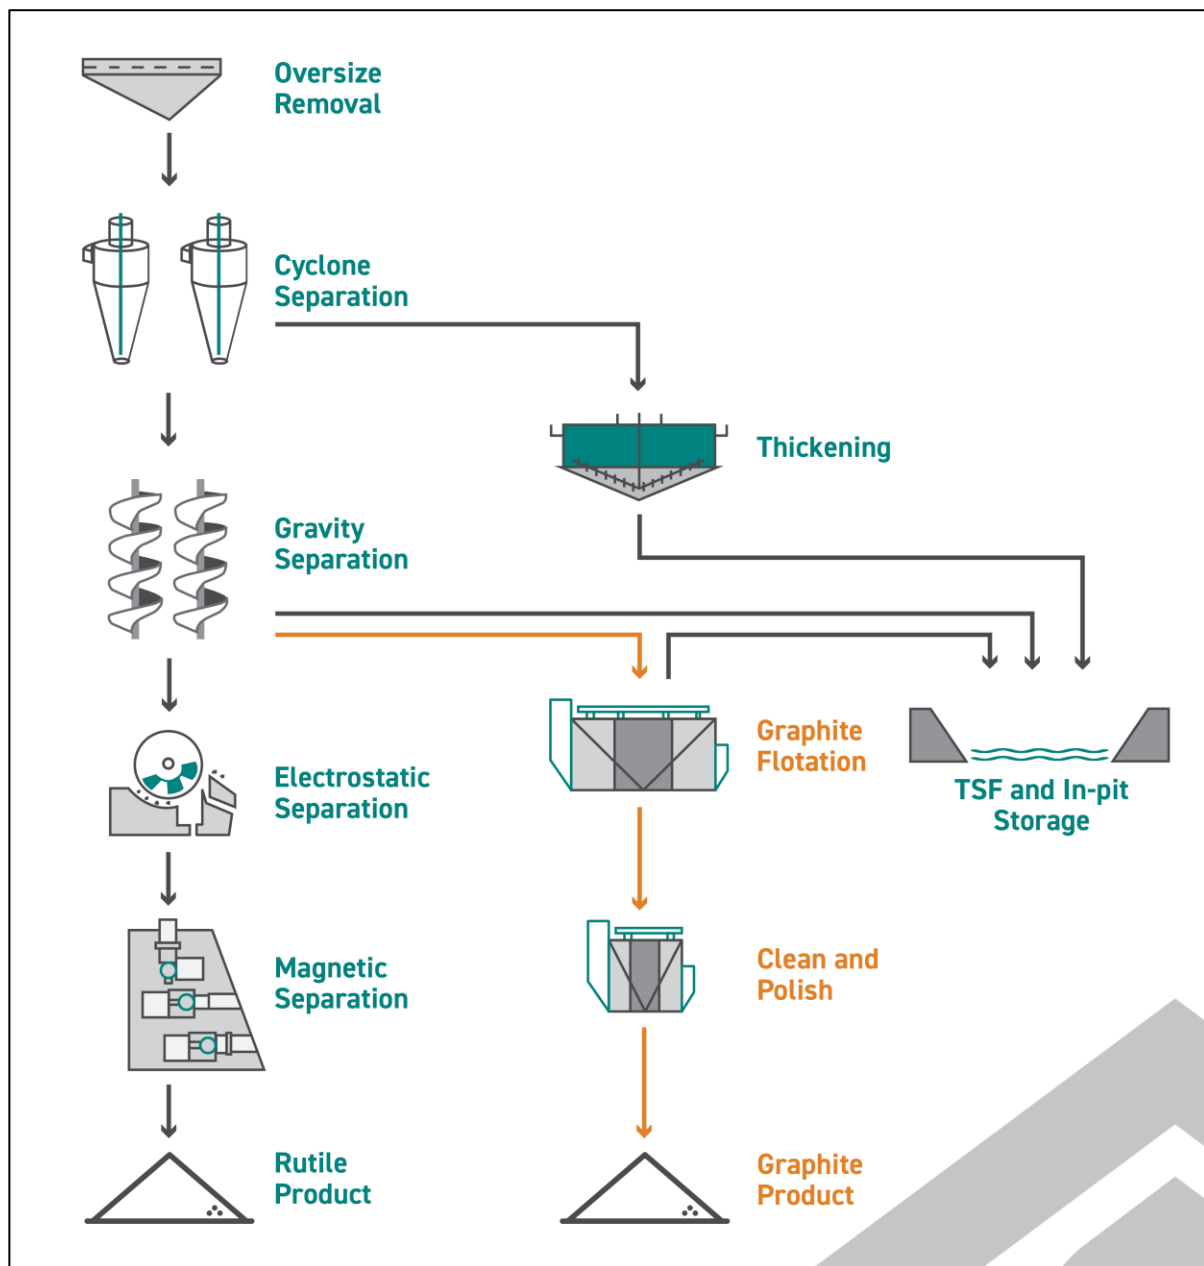 Oversize
Removal
Cyclone
Separation
Thickening
Gravity
Separation
Graphite
Flotation
TSF and In-pit
Storage
Electrostatic
Separation
Clean and
Polish
Magnetic
Separation
Rutile
Product
Graphite
Product